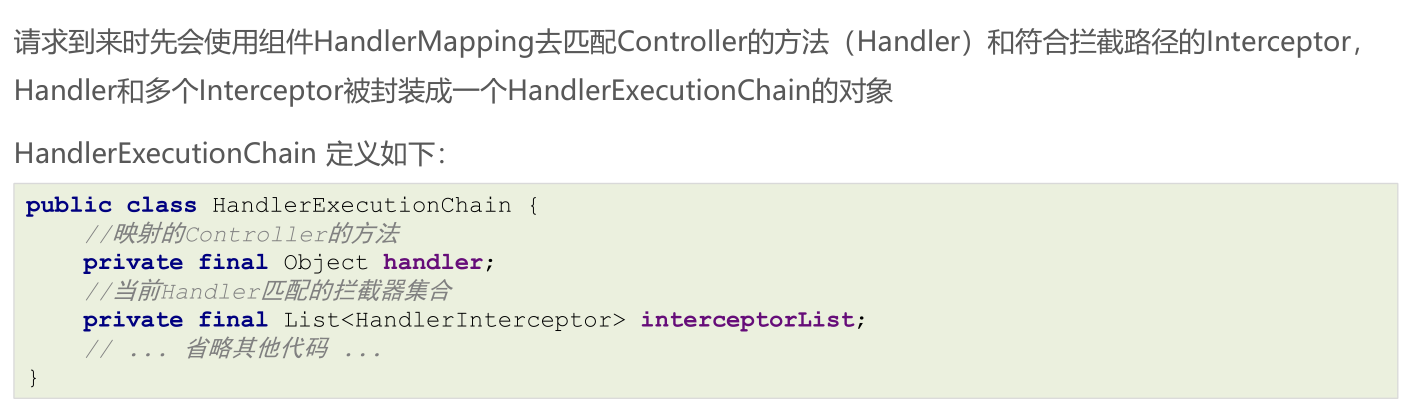 请求到来时先会使用组件HandlerMapping去匹配Controller的方法（Handler）和符合拦截路径的Interceptor，
Handler和多个Interceptor被封装成一个HandlerExecutionChain的对象
HandlerExecutionChain 定义如下：
public class HandlerExecutionChain {
    //映射的Controller的方法
    private final Object handler;
    //当前Handler匹配的拦截器集合
    private final List<HandlerInterceptor> interceptorList;
    // ... 省略其他代码 ...
}